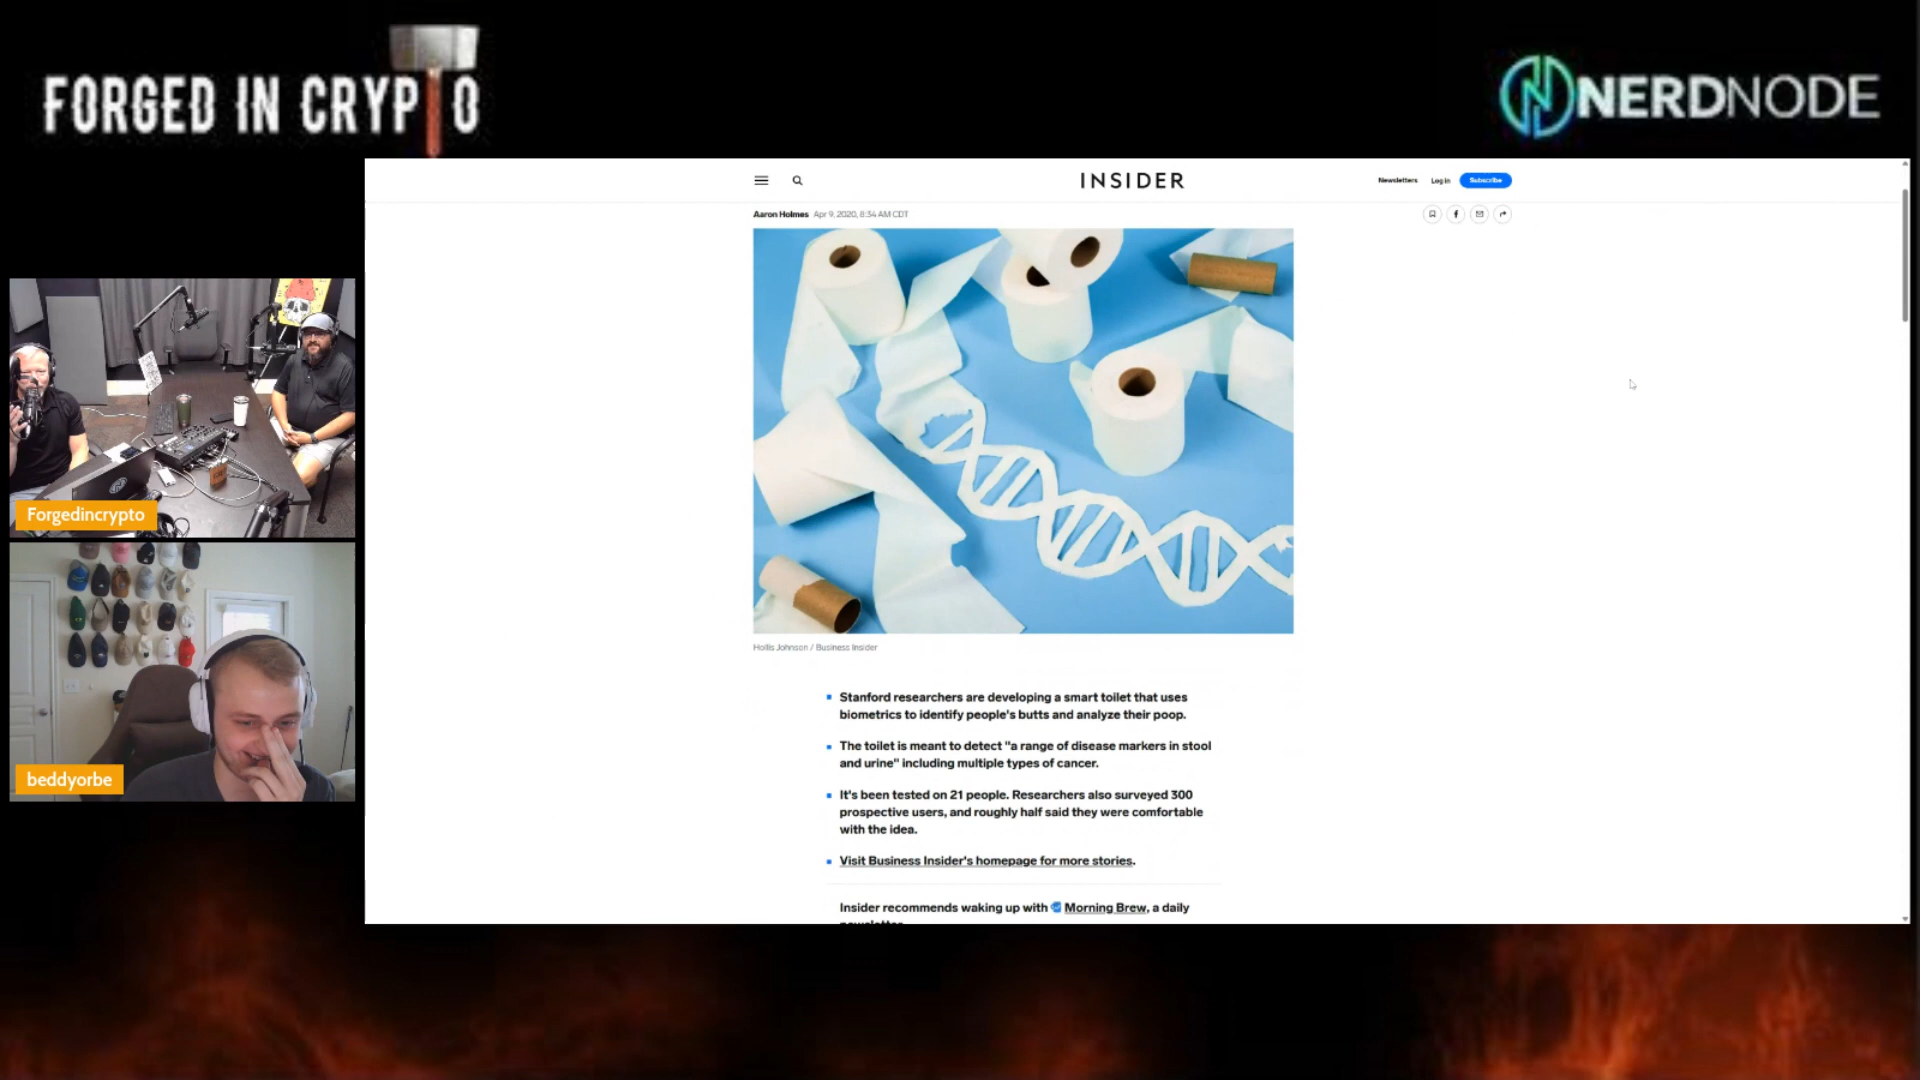 FORGED IN CRYPTO
NERDNODE
INSIDER
Newsletters Log in Subscribe
Aaron Holmes Apr 9, 2020, 8:34 AM CDT
Forgedincrypto
beddyorbe
Hollis Johnson / Business Insider
Stanford researchers are developing a smart toilet that uses
biometrics to identify people's butts and analyze their poop.
The toilet is meant to detect "a range of disease markers in stool
and urine" including multiple types of cancer.
It's been tested on 21 people. Researchers also surveyed 300
prospective users, and roughly half said they were comfortable
with the idea.
Visit Business Insider's homepage for more stories.
Insider recommends waking up with Morning Brew, a daily
newsletter.